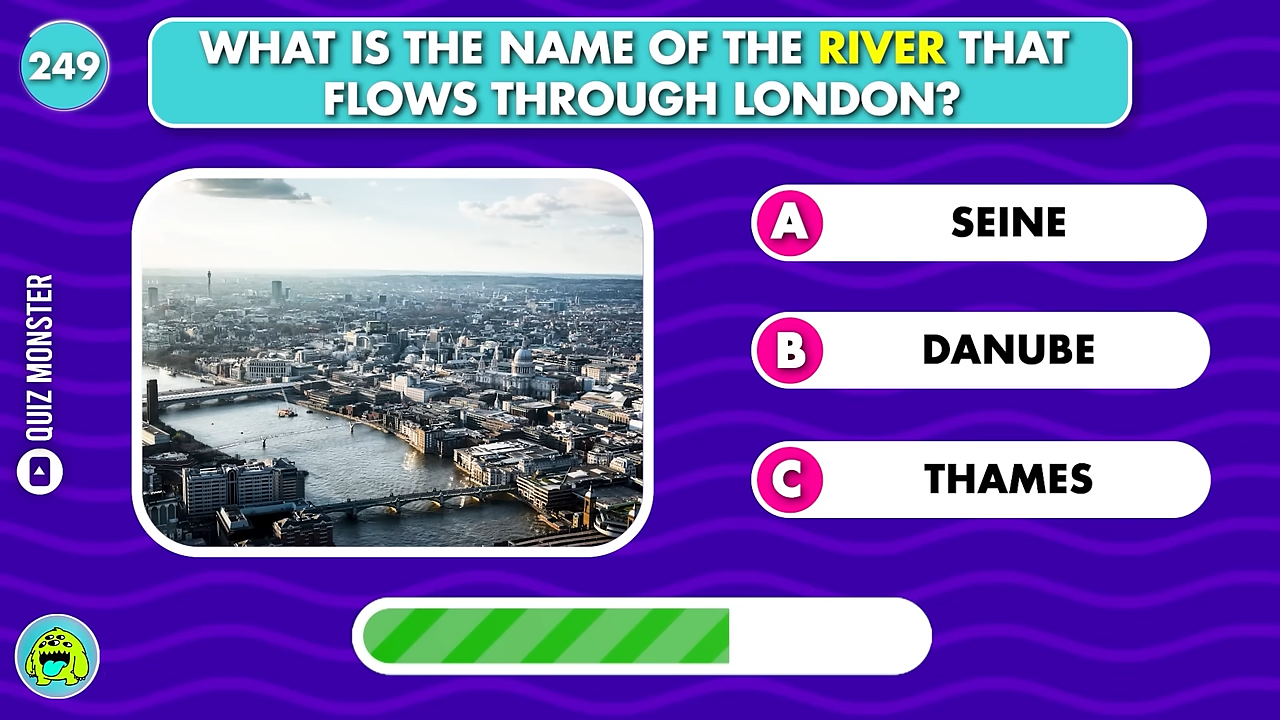 249
WHAT IS THE NAME OF THE RIVER THAT
FLOWS THROUGH LONDON?
A SEINE
B DANUBE
C THAMES
QUIZ MONSTER